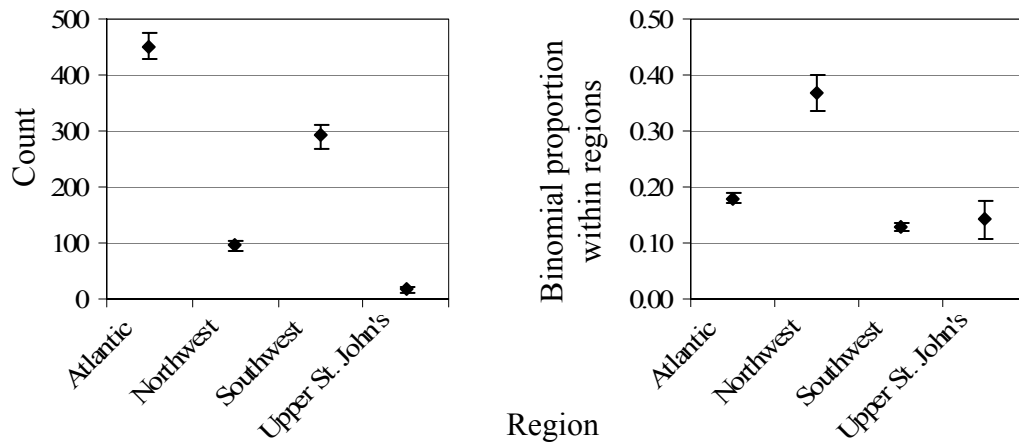 500
400
300
200
100
0
Count
Atlantic
Northwest
Southwest
Upper St. John's
0.50
0.40
0.30
0.20
0.10
0.00
Binomial proportion
within regions
Atlantic
Northwest
Southwest
Upper St. John's
Region